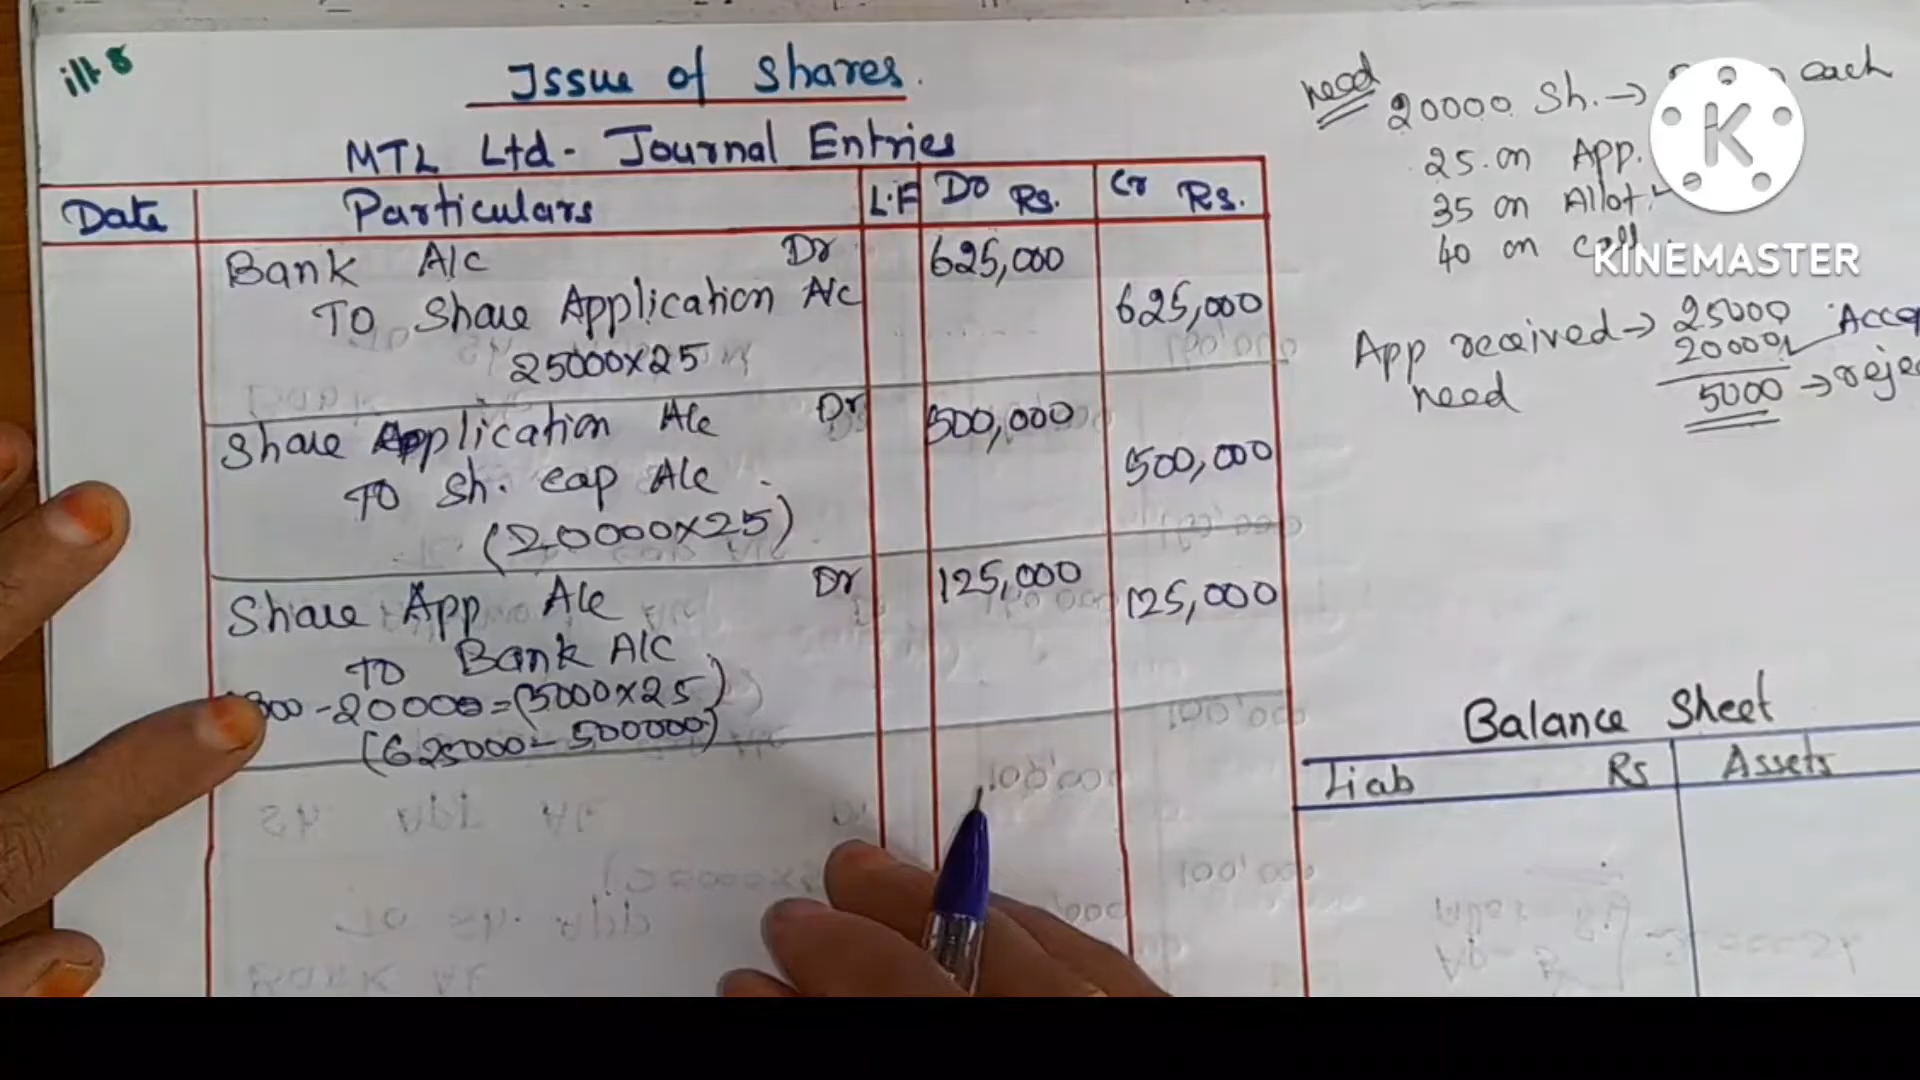 illt 8
Issue of Shares.
MTL Ltd- Journal Entries
Date Particulars L.F Dr Rs. Cr Rs.
Bank A/c Dr 625,000
TO Share Application A/c 625,000
25000x25
Share Application A/c Dr 500,000
TO Sh. cap A/c 500,000
(20000x25)
Share App A/c Dr 125,000
TO Bank A/C 125,000
-20000=(5000x25)
(625000-500000)
need
20000 Sh.→ each
25 on App.
35 on Allot.
40 on Call.
App received→ 25000
need 20000
5000 →
Balance Sheet
Liab Rs Assets
K
KINEMASTER